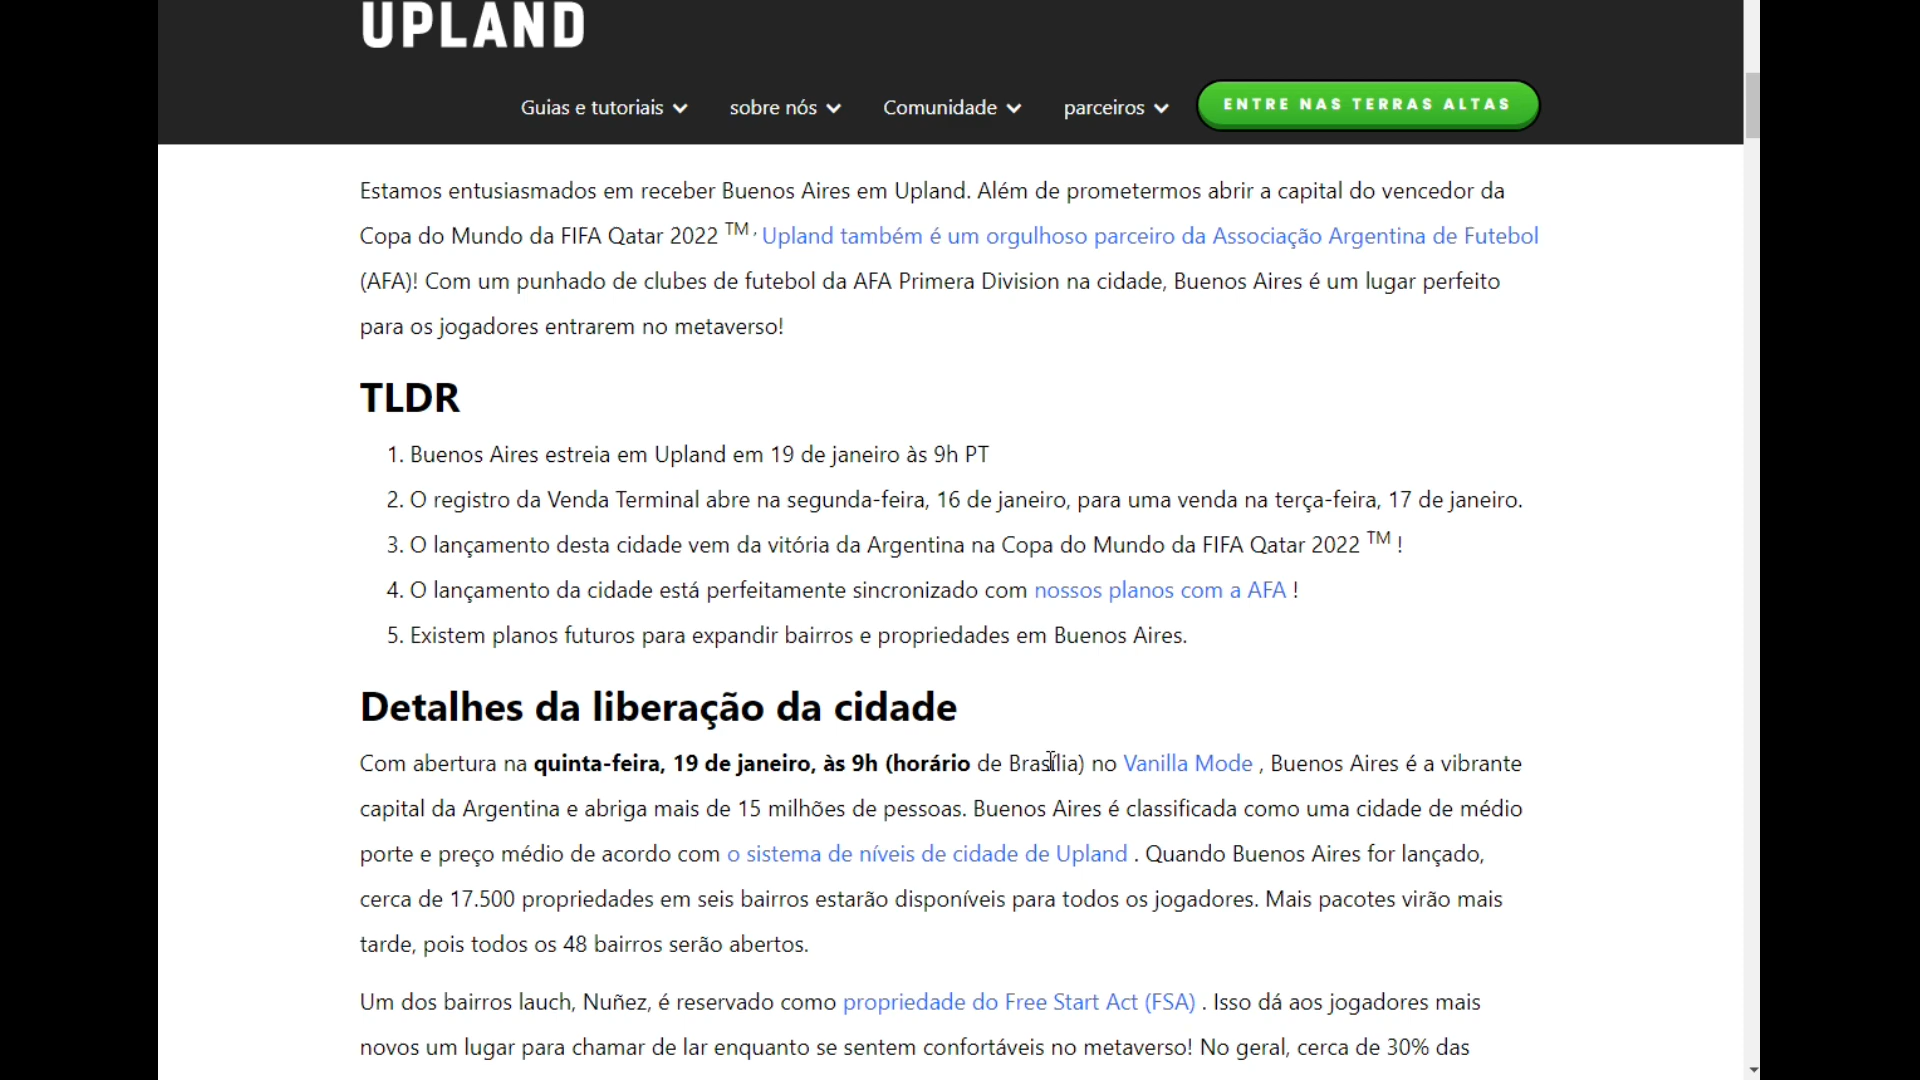 UPLAND
Guias e tutoriais
sobre nós
Comunidade
parceiros
ENTRE NAS TERRAS ALTAS
Estamos entusiasmados em receber Buenos Aires em Upland. Além de prometermos abrir a capital do vencedor da
Copa do Mundo da FIFA Qatar 2022 TM , Upland também é um orgulhoso parceiro da Associação Argentina de Futebol
(AFA)! Com um punhado de clubes de futebol da AFA Primera Division na cidade, Buenos Aires é um lugar perfeito
para os jogadores entrarem no metaverso!
TLDR
1. Buenos Aires estreia em Upland em 19 de janeiro às 9h PT
2. O registro da Venda Terminal abre na segunda-feira, 16 de janeiro, para uma venda na terça-feira, 17 de janeiro.
3. O lançamento desta cidade vem da vitória da Argentina na Copa do Mundo da FIFA Qatar 2022 TM !
4. O lançamento da cidade está perfeitamente sincronizado com nossos planos com a AFA !
5. Existem planos futuros para expandir bairros e propriedades em Buenos Aires.
Detalhes da liberação da cidade
Com abertura na quinta-feira, 19 de janeiro, às 9h (horário de Brasília) no Vanilla Mode , Buenos Aires é a vibrante
capital da Argentina e abriga mais de 15 milhões de pessoas. Buenos Aires é classificada como uma cidade de médio
porte e preço médio de acordo com o sistema de níveis de cidade de Upland . Quando Buenos Aires for lançado,
cerca de 17.500 propriedades em seis bairros estarão disponíveis para todos os jogadores. Mais pacotes virão mais
tarde, pois todos os 48 bairros serão abertos.
Um dos bairros lauch, Nuñez, é reservado como propriedade do Free Start Act (FSA) . Isso dá aos jogadores mais
novos um lugar para chamar de lar enquanto se sentem confortáveis no metaverso! No geral, cerca de 30% das